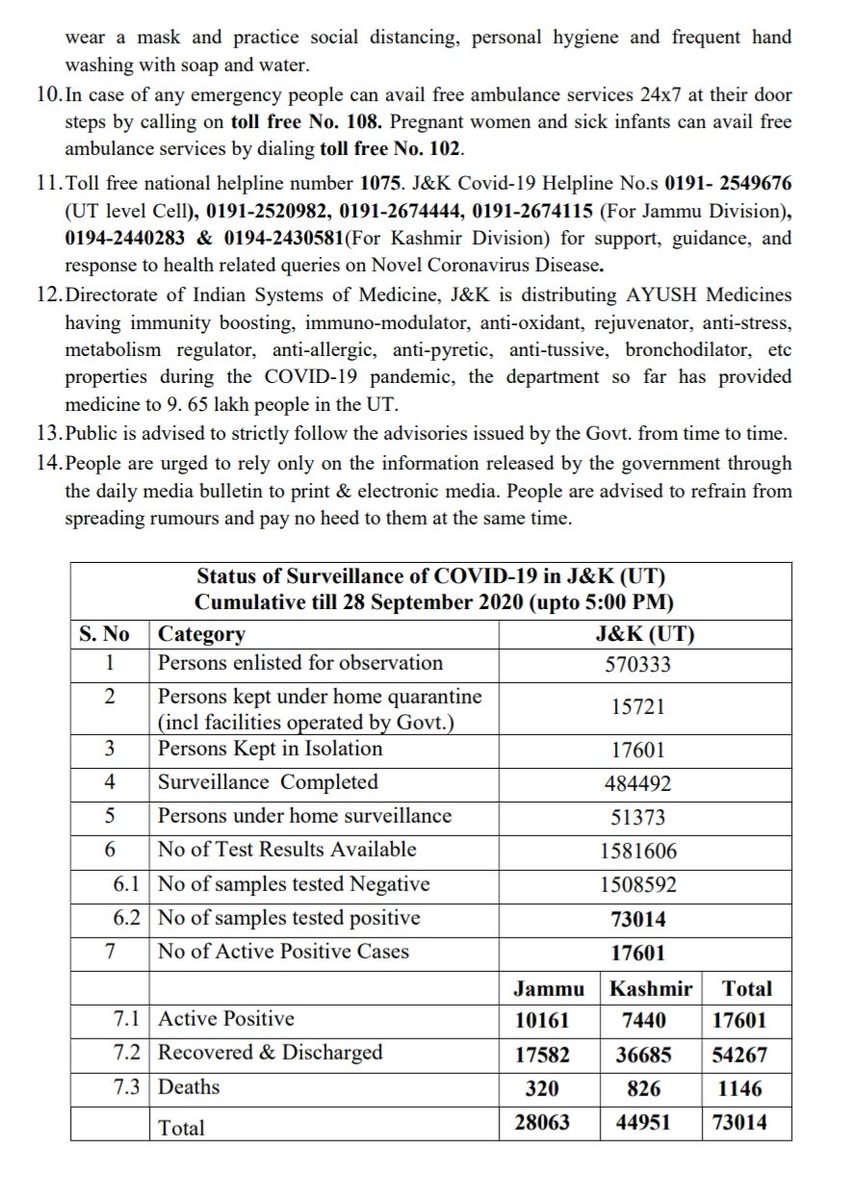 wear a mask and practice social distancing, personal hygiene and frequent hand
washing with soap and water.
10.In case of any emergency people can avail free ambulance services 24x7 at their door
steps by calling on toll free No. 108. Pregnant women and sick infants can avail free
ambulance services by dialing toll free No. 102.
11.Toll free national helpline number 1075. J&K Covid-19 Helpline No.s 0191- 2549676
(UT level Cell), 0191-2520982, 0191-2674444, 0191-2674115 (For Jammu Division),
0194-2440283 & 0194-2430581(For Kashmir Division) for support, guidance, and
response to health related queries on Novel Coronavirus Disease.
12.Directorate of Indian Systems of Medicine, J&K is distributing AYUSH Medicines
having immunity boosting, immuno-modulator, anti-oxidant, rejuvenator, anti-stress,
metabolism regulator, anti-allergic, anti-pyretic, anti-tussive, bronchodilator, etc
properties during the COVID-19 pandemic, the department so far has provided
medicine to 9. 65 lakh people in the UT.
13.Public is advised to strictly follow the advisories issued by the Govt. from time to time.
14.People are urged to rely only on the information released by the government through
the daily media bulletin to print & electronic media. People are advised to refrain from
spreading rumours and pay no heed to them at the same time.
Status of Surveillance of COVID-19 in J&K (UT)
Cumulative till 28 September 2020 (upto 5:00 PM)
S. No Category J&K (UT)
1 Persons enlisted for observation 570333
2 Persons kept under home quarantine
(incl facilities operated by Govt.) 15721
3 Persons Kept in Isolation 17601
4 Surveillance Completed 484492
5 Persons under home surveillance 51373
6 No of Test Results Available 1581606
6.1 No of samples tested Negative 1508592
6.2 No of samples tested positive 73014
7 No of Active Positive Cases 17601
Jammu Kashmir Total
7.1 Active Positive 10161 7440 17601
7.2 Recovered & Discharged 17582 36685 54267
7.3 Deaths 320 826 1146
Total 28063 44951 73014